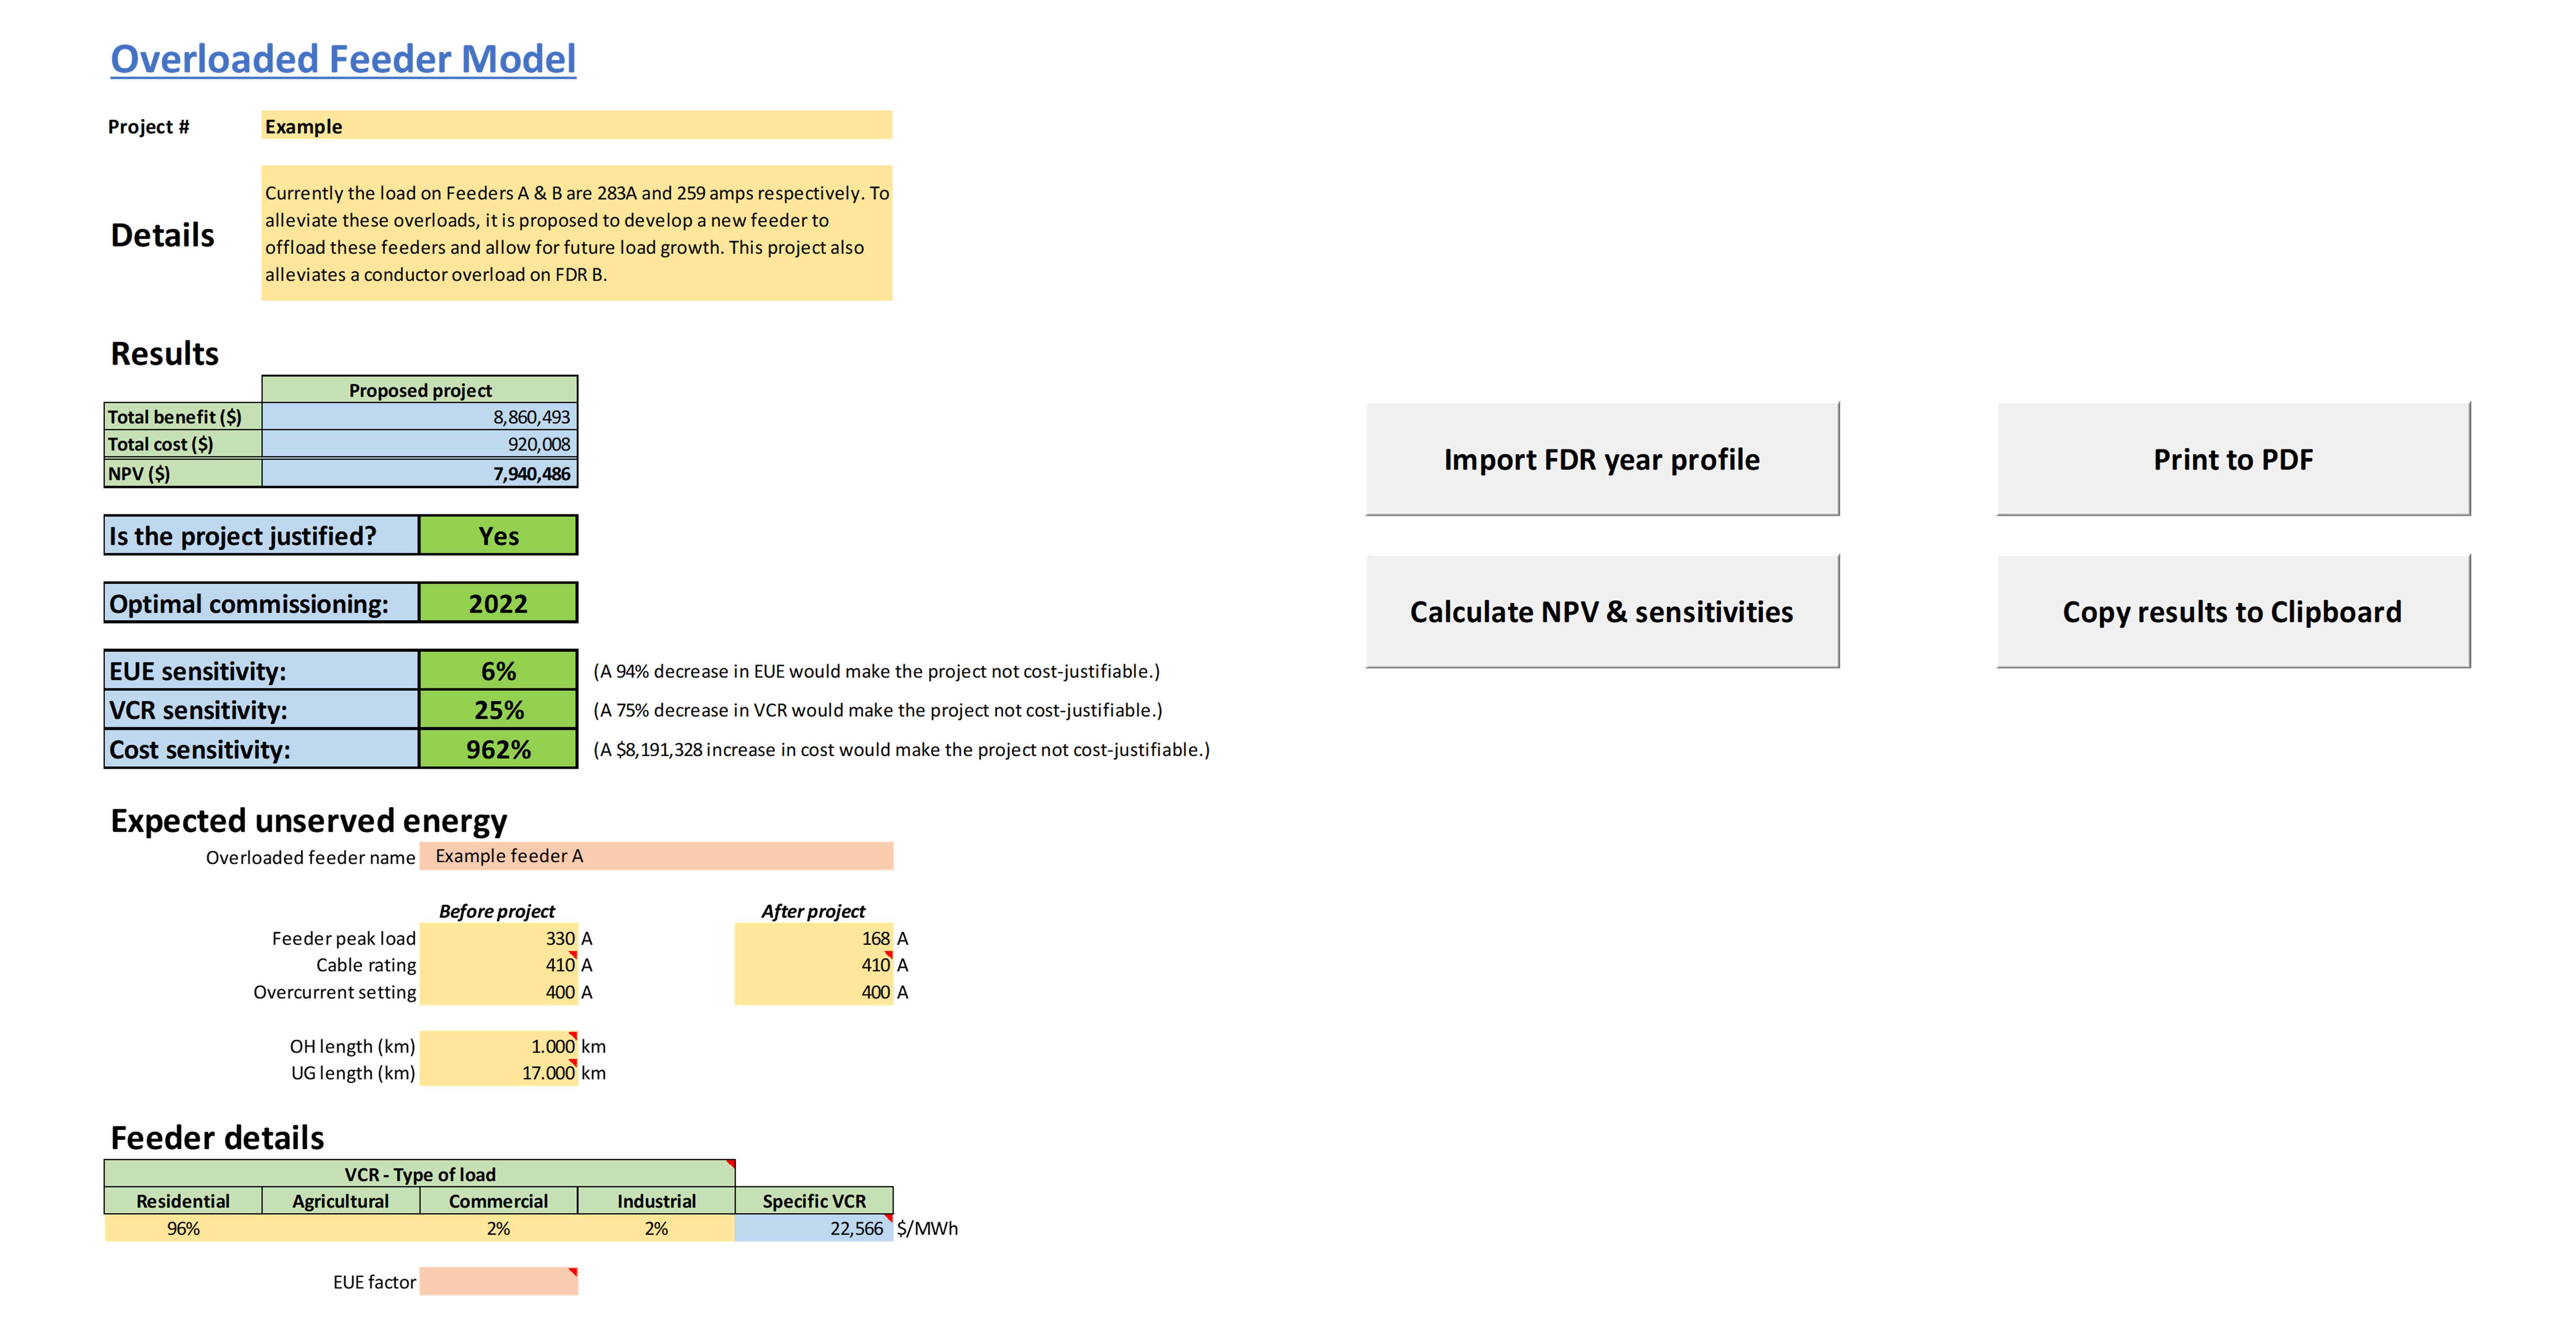 Overloaded Feeder Model
Project # Example
Details
Currently the load on Feeders A & B are 283A and 259 amps respectively. To
alleviate these overloads, it is proposed to develop a new feeder to
offload these feeders and allow for future load growth. This project also
alleviates a conductor overload on FDR B.
Results
Proposed project
Total benefit ($) 8,860,493
Total cost ($) 920,008
NPV ($) 7,940,486
Is the project justified? Yes
Optimal commissioning: 2022
EUE sensitivity: 6% (A 94% decrease in EUE would make the project not cost-justifiable.)
VCR sensitivity: 25% (A 75% decrease in VCR would make the project not cost-justifiable.)
Cost sensitivity: 962% (A $8,191,328 increase in cost would make the project not cost-justifiable.)
Import FDR year profile
Print to PDF
Calculate NPV & sensitivities
Copy results to Clipboard
Expected unserved energy
Overloaded feeder name Example feeder A
Before project After project
Feeder peak load 330 A 168 A
Cable rating 410 A 410 A
Overcurrent setting 400 A 400 A
OH length (km) 1.000 km
UG length (km) 17.000 km
Feeder details
VCR - Type of load
Residential Agricultural Commercial Industrial Specific VCR
96% 2% 2% 22,566 $/MWh
EUE factor